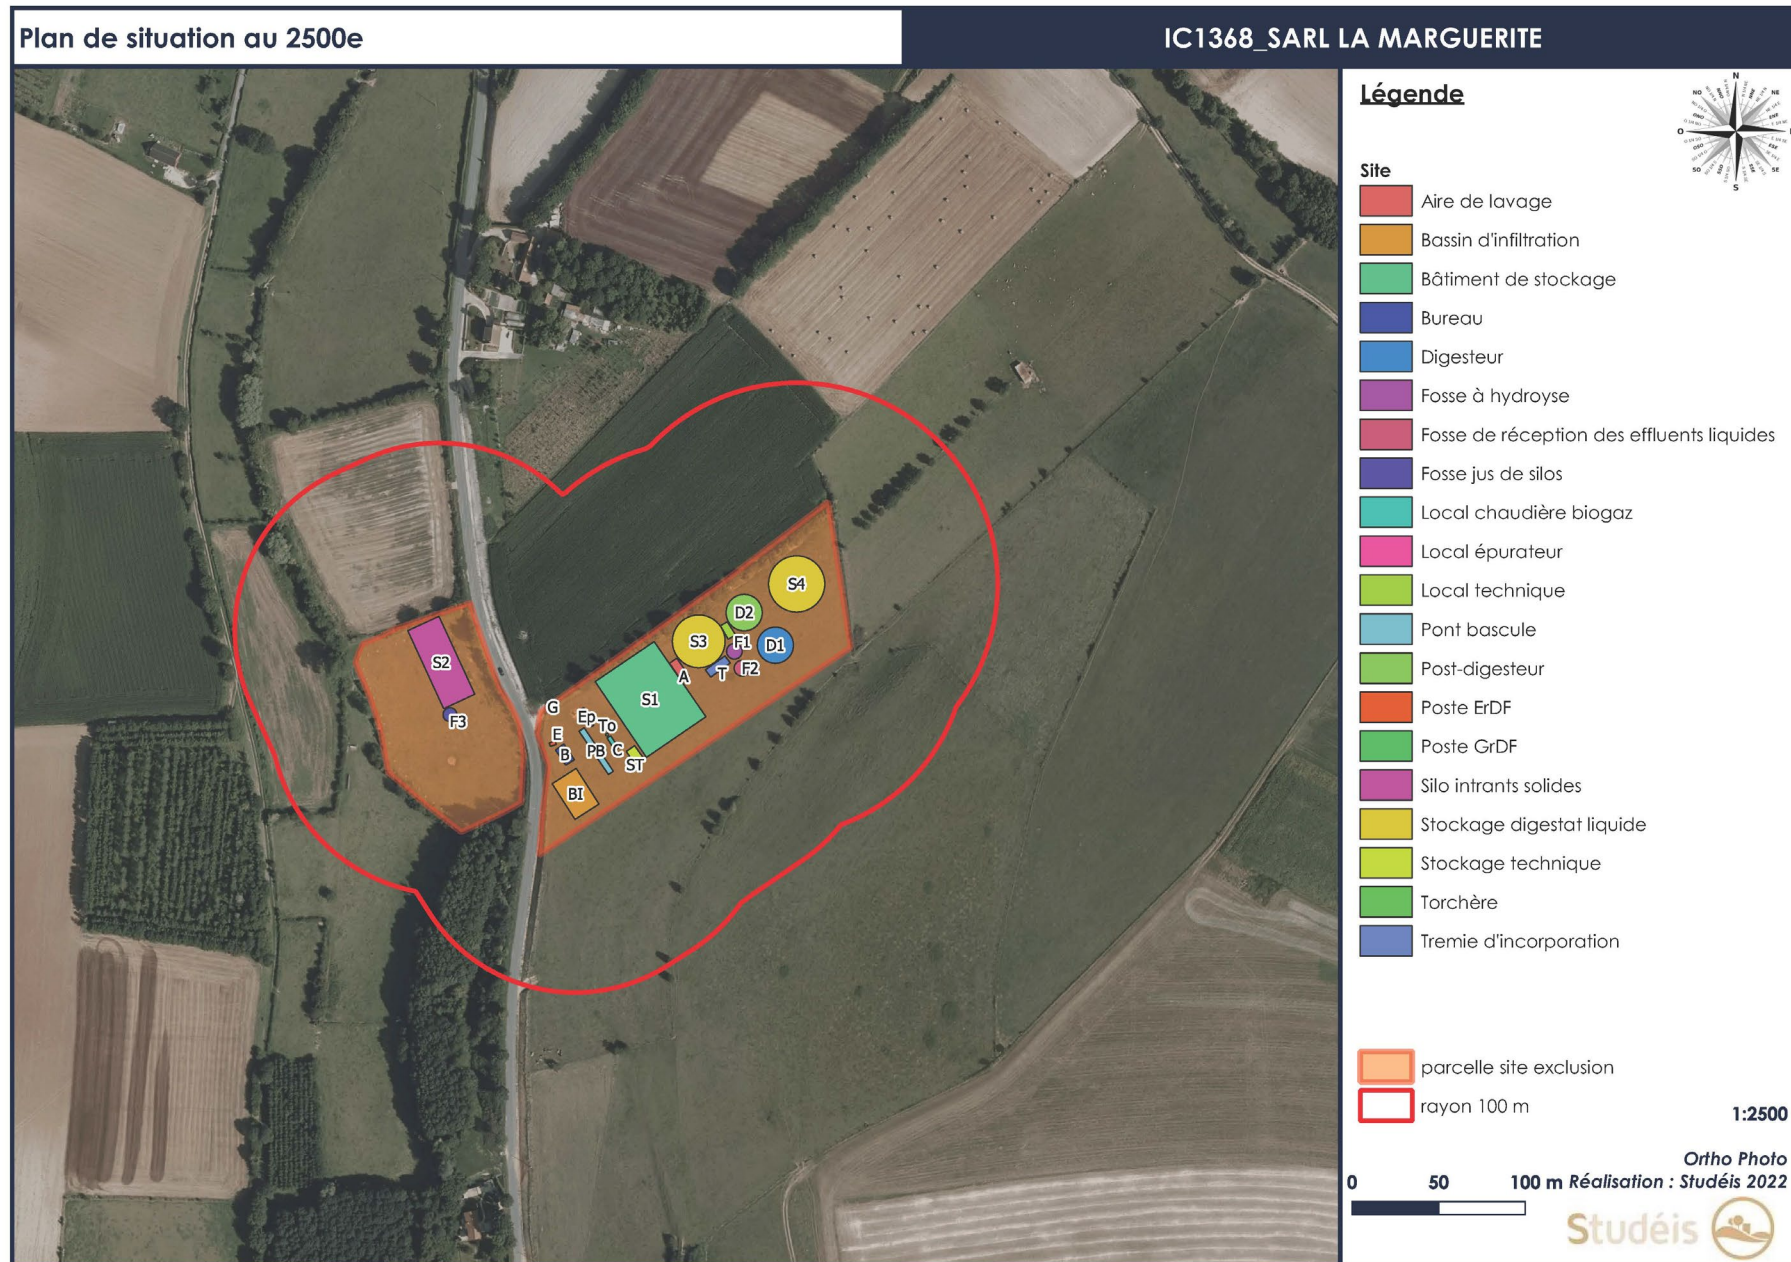 Plan de situation au 2500e
IC1368_SARL LA MARGUERITE
Légende
N
NO
NE
O
SO
SE
S
Site
Aire de lavage
Bassin d'infiltration
Bâtiment de stockage
Bureau
Digesteur
Fosse à hydroyse
Fosse de réception des effluents liquides
Fosse jus de silos
Local chaudière biogaz
Local épurateur
Local technique
Pont bascule
Post-digesteur
Poste ErDF
Poste GrDF
Silo intrants solides
Stockage digestat liquide
Stockage technique
Torchère
Tremie d'incorporation
parcelle site exclusion
rayon 100 m
1:2500
Ortho Photo
0 50 100 m Réalisation : Studéis 2022
Studéis
S4
D2
S3
F1
D1
F2
T
A
S2
F3
S1
G
Ep
To
E
PB
C
B
ST
BI